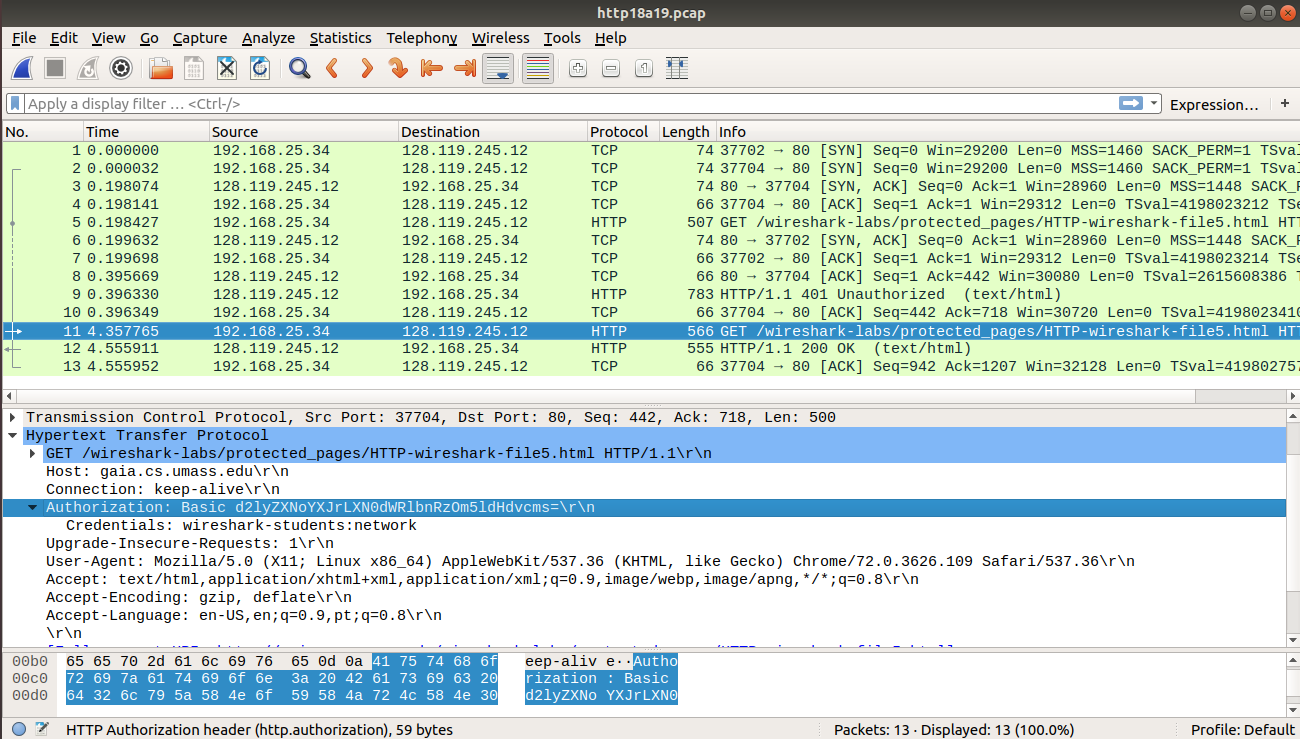 http18a19.pcap
File Edit View Go Capture Analyze Statistics Telephony Wireless Tools Help
Apply a display filter … <Ctrl-/> Expression… +
No. Time Source Destination Protocol Length Info
1 0.000000 192.168.25.34 128.119.245.12 TCP 74 37702 → 80 [SYN] Seq=0 Win=29200 Len=0 MSS=1460 SACK_PERM=1 TSval
2 0.000032 192.168.25.34 128.119.245.12 TCP 74 37704 → 80 [SYN] Seq=0 Win=29200 Len=0 MSS=1460 SACK_PERM=1 TSval
3 0.198074 128.119.245.12 192.168.25.34 TCP 74 80 → 37704 [SYN, ACK] Seq=0 Ack=1 Win=28960 Len=0 MSS=1448 SACK_P
4 0.198141 192.168.25.34 128.119.245.12 TCP 66 37704 → 80 [ACK] Seq=1 Ack=1 Win=29312 Len=0 TSval=4198023212 TSe
5 0.198427 192.168.25.34 128.119.245.12 HTTP 507 GET /wireshark-labs/protected_pages/HTTP-wireshark-file5.html HTT
6 0.199632 128.119.245.12 192.168.25.34 TCP 74 80 → 37702 [SYN, ACK] Seq=0 Ack=1 Win=28960 Len=0 MSS=1448 SACK_P
7 0.199698 192.168.25.34 128.119.245.12 TCP 66 37702 → 80 [ACK] Seq=1 Ack=1 Win=29312 Len=0 TSval=4198023214 TSe
8 0.395669 128.119.245.12 192.168.25.34 TCP 66 80 → 37704 [ACK] Seq=1 Ack=442 Win=30080 Len=0 TSval=2615608386 T
9 0.396330 128.119.245.12 192.168.25.34 HTTP 783 HTTP/1.1 401 Unauthorized (text/html)
10 0.396349 192.168.25.34 128.119.245.12 TCP 66 37704 → 80 [ACK] Seq=442 Ack=718 Win=30720 Len=0 TSval=4198023410
11 4.357765 192.168.25.34 128.119.245.12 HTTP 566 GET /wireshark-labs/protected_pages/HTTP-wireshark-file5.html HTT
12 4.555911 128.119.245.12 192.168.25.34 HTTP 555 HTTP/1.1 200 OK (text/html)
13 4.555952 192.168.25.34 128.119.245.12 TCP 66 37704 → 80 [ACK] Seq=942 Ack=1207 Win=32128 Len=0 TSval=419802757
Transmission Control Protocol, Src Port: 37704, Dst Port: 80, Seq: 442, Ack: 718, Len: 500
Hypertext Transfer Protocol
GET /wireshark-labs/protected_pages/HTTP-wireshark-file5.html HTTP/1.1\r\n
Host: gaia.cs.umass.edu\r\n
Connection: keep-alive\r\n
Authorization: Basic d2lyZXNoYXJrLXN0dWRlbnRzOm5ldHdvcms=\r\n
Credentials: wireshark-students:network
Upgrade-Insecure-Requests: 1\r\n
User-Agent: Mozilla/5.0 (X11; Linux x86_64) AppleWebKit/537.36 (KHTML, like Gecko) Chrome/72.0.3626.109 Safari/537.36\r\n
Accept: text/html,application/xhtml+xml,application/xml;q=0.9,image/webp,image/apng,*/*;q=0.8\r\n
Accept-Encoding: gzip, deflate\r\n
Accept-Language: en-US,en;q=0.9,pt;q=0.8\r\n
\r\n
00b0 65 65 70 2d 61 6c 69 76 65 0d 0a 41 75 74 68 6f eep-aliv e··Autho
00c0 72 69 7a 61 74 69 6f 6e 3a 20 42 61 73 69 63 20 rization : Basic
00d0 64 32 6c 79 5a 58 4e 6f 59 58 4a 72 4c 58 4e 30 d2lyZXNo YXJrLXN0
HTTP Authorization header (http.authorization), 59 bytes Packets: 13 · Displayed: 13 (100.0%) Profile: Default